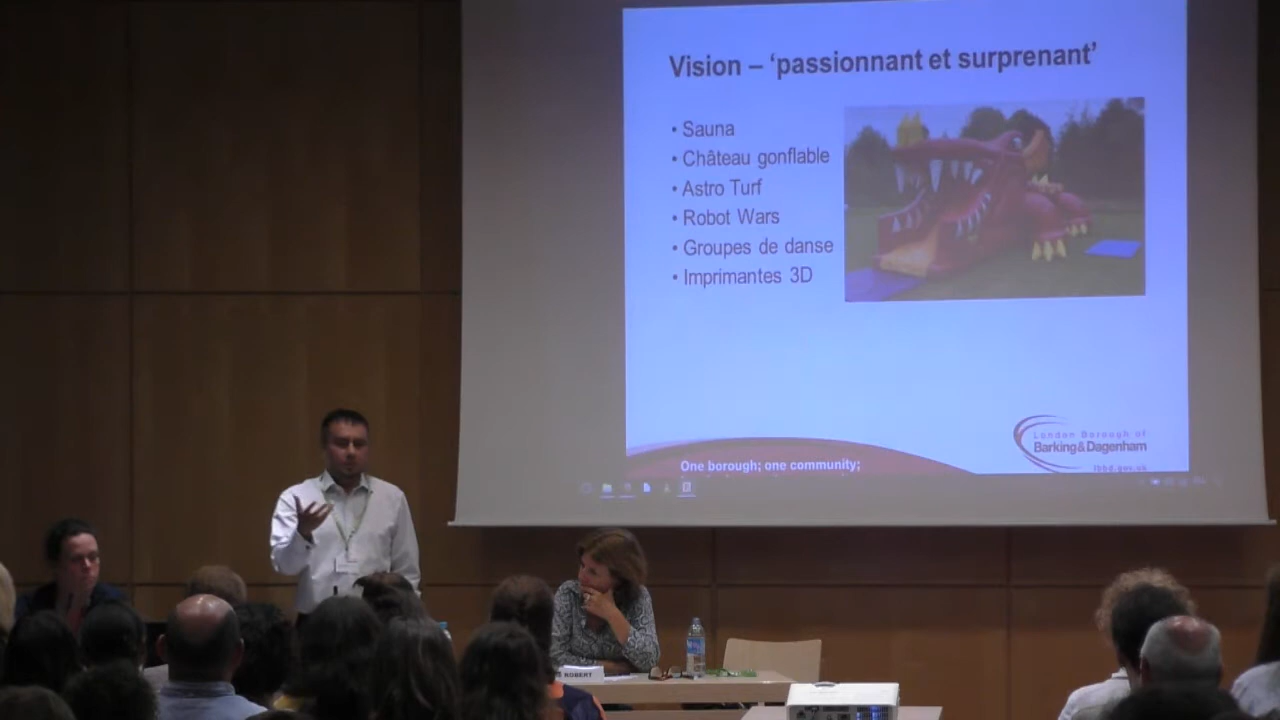 Vision – ‘passionnant et surprenant’
• Sauna
• Château gonflable
• Astro Turf
• Robot Wars
• Groupes de danse
• Imprimantes 3D
One borough; one community;
London Borough of
Barking & Dagenham
lbbd.gov.uk
ROBERT